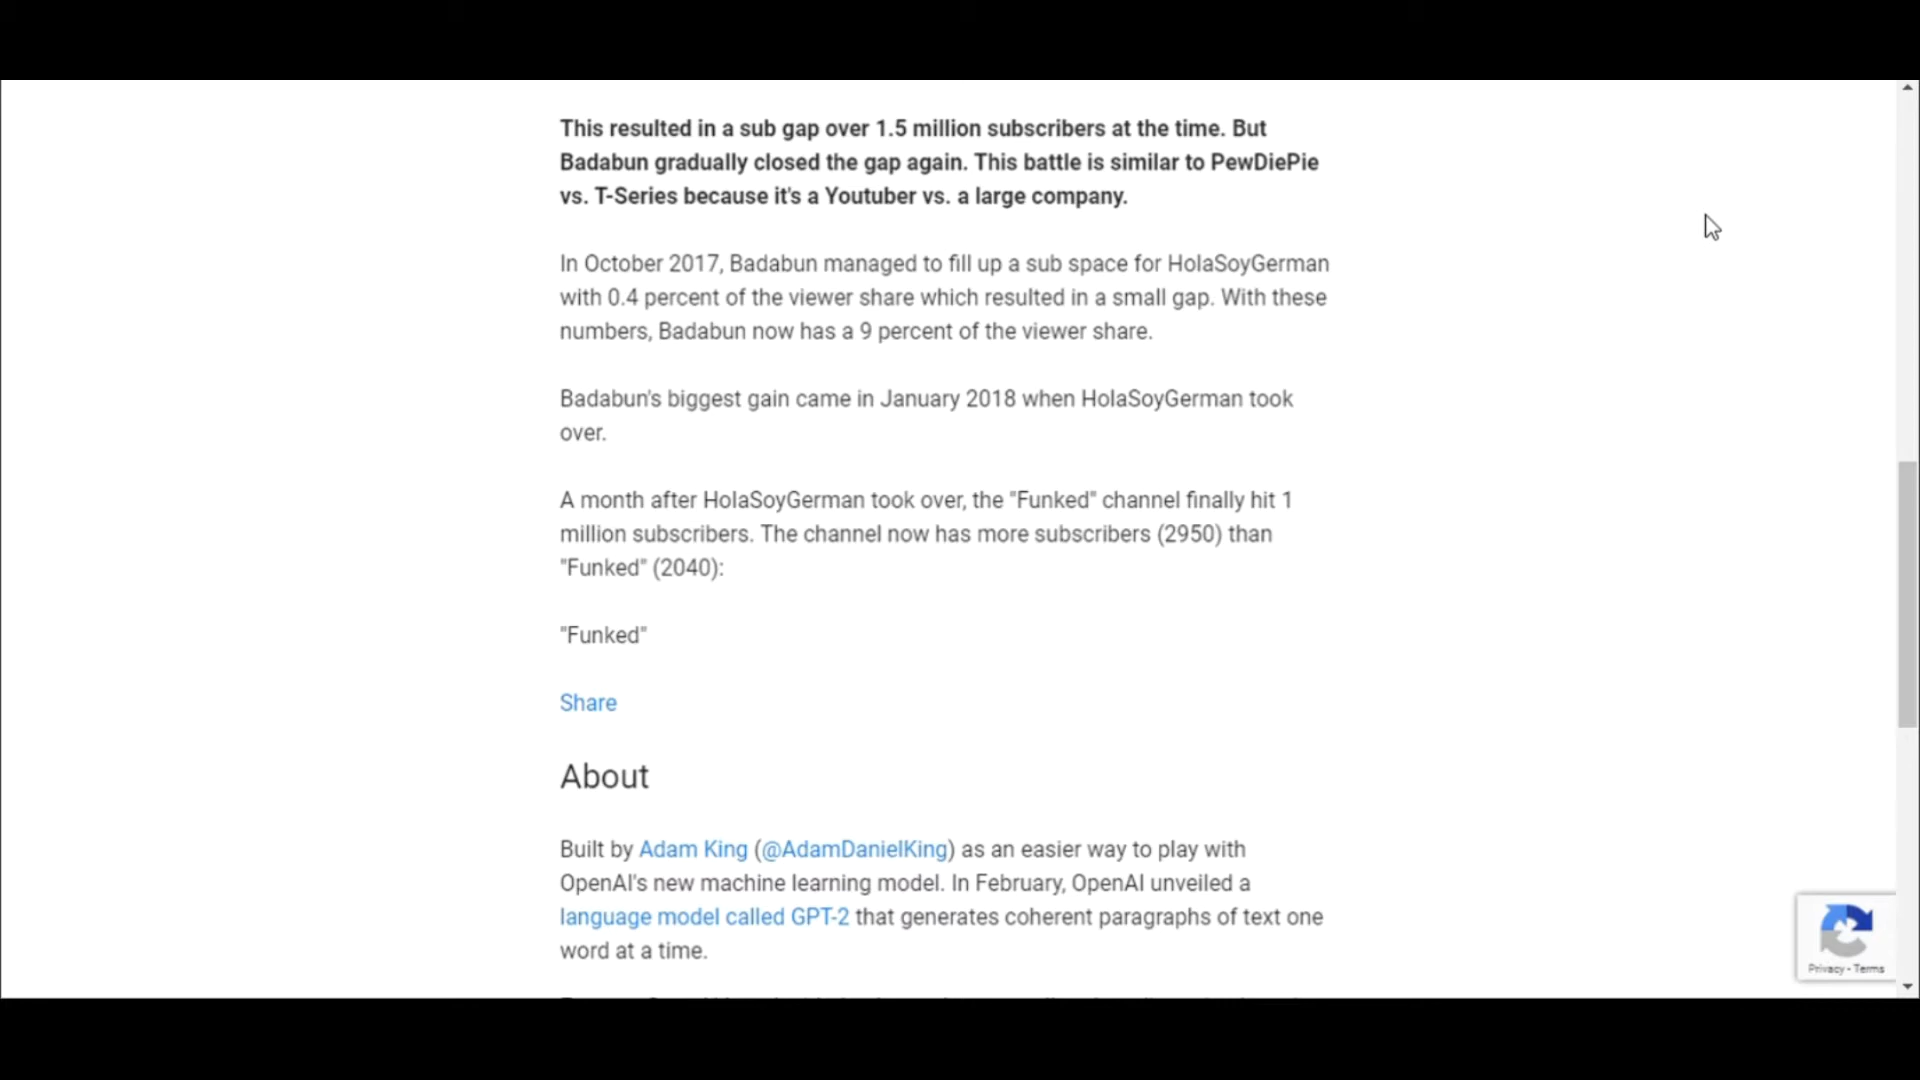 This resulted in a sub gap over 1.5 million subscribers at the time. But
Badabun gradually closed the gap again. This battle is similar to PewDiePie
vs. T-Series because it's a Youtuber vs. a large company.
In October 2017, Badabun managed to fill up a sub space for HolaSoyGerman
with 0.4 percent of the viewer share which resulted in a small gap. With these
numbers, Badabun now has a 9 percent of the viewer share.
Badabun's biggest gain came in January 2018 when HolaSoyGerman took
over.
A month after HolaSoyGerman took over, the "Funked" channel finally hit 1
million subscribers. The channel now has more subscribers (2950) than
"Funked" (2040):
"Funked"
Share
About
Built by Adam King (@AdamDanielKing) as an easier way to play with
OpenAI's new machine learning model. In February, OpenAI unveiled a
language model called GPT-2 that generates coherent paragraphs of text one
word at a time.
Privacy - Terms